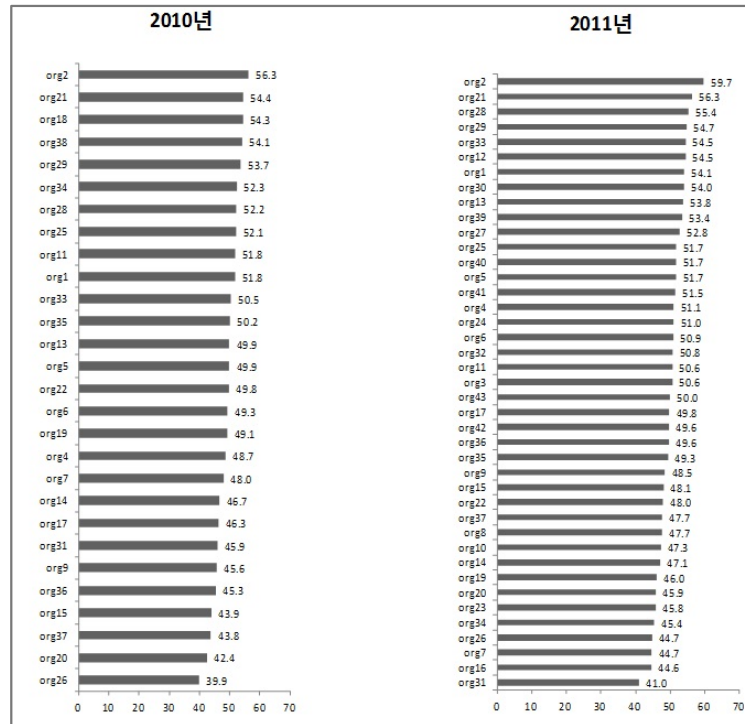 2010년
org2 56.3
org21 54.4
org18 54.3
org38 54.1
org29 53.7
org34 52.3
org28 52.2
org25 52.1
org11 51.8
org1 51.8
org33 50.5
org35 50.2
org13 49.9
org5 49.9
org22 49.8
org6 49.3
org19 49.1
org4 48.7
org7 48.0
org14 46.7
org17 46.3
org31 45.9
org9 45.6
org36 45.3
org15 43.9
org37 43.8
org20 42.4
org26 39.9
0 10 20 30 40 50 60 70
2011년
org2 59.7
org21 56.3
org28 55.4
org29 54.7
org33 54.5
org12 54.5
org1 54.1
org30 54.0
org13 53.8
org39 53.4
org27 52.8
org25 51.7
org40 51.7
org5 51.7
org41 51.5
org4 51.1
org24 51.0
org6 50.9
org32 50.8
org11 50.6
org3 50.6
org43 50.0
org17 49.8
org42 49.6
org36 49.6
org35 49.3
org9 48.5
org15 48.1
org22 48.0
org37 47.7
org8 47.7
org10 47.3
org14 47.1
org19 46.0
org20 45.9
org23 45.8
org34 45.4
org26 44.7
org7 44.7
org16 44.6
org31 41.0
0 10 20 30 40 50 60 70